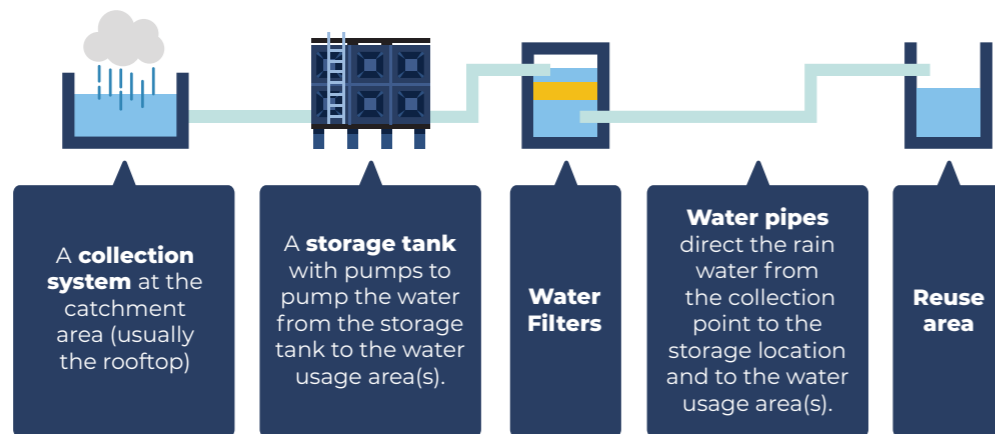 A collection
system at the
catchment
area (usually
the rooftop)
A storage tank
with pumps to
pump the water
from the storage
tank to the water
usage area(s).
Water
Filters
Water pipes
direct the rain
water from
the collection
point to the
storage location
and to the water
usage area(s).
Reuse
area